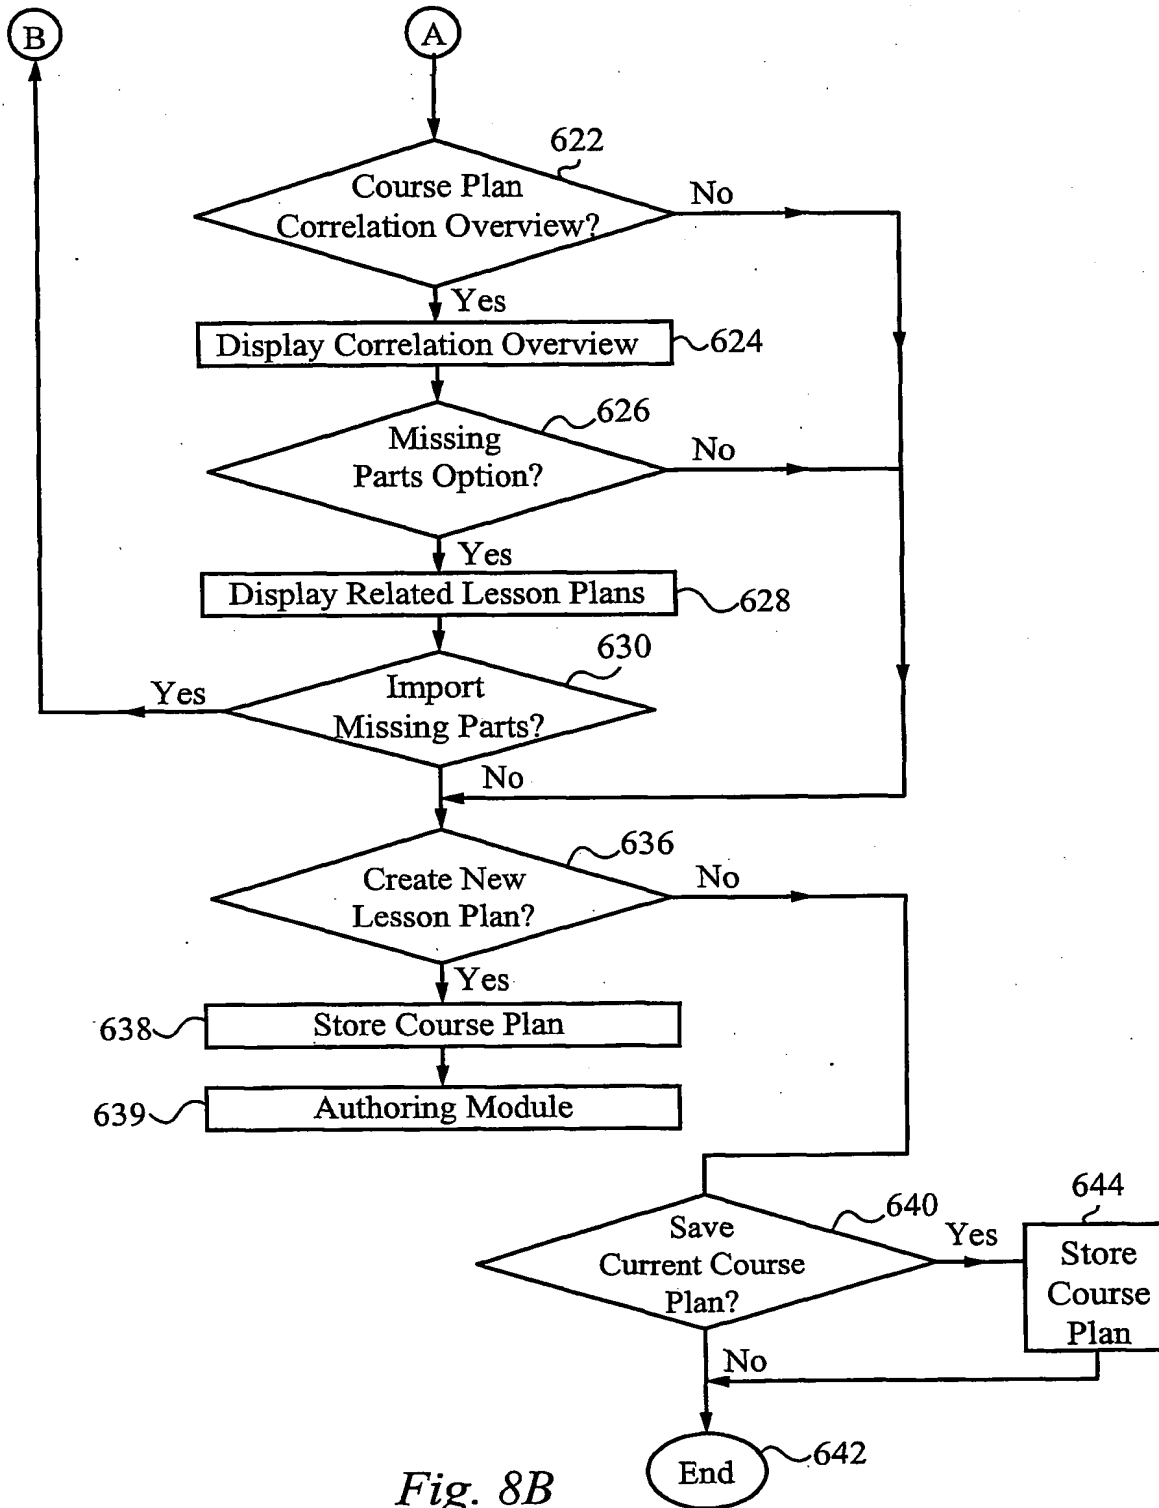 B
A
622
Course Plan
Correlation Overview?
No
Yes
Display Correlation Overview
624
626
Missing
Parts Option?
No
Yes
Display Related Lesson Plans
628
630
Import
Missing Parts?
Yes
No
636
Create New
Lesson Plan?
No
Yes
638
Store Course Plan
639
Authoring Module
640
Save
Current Course
Plan?
Yes
644
Store
Course
Plan
No
End
642
Fig. 8B